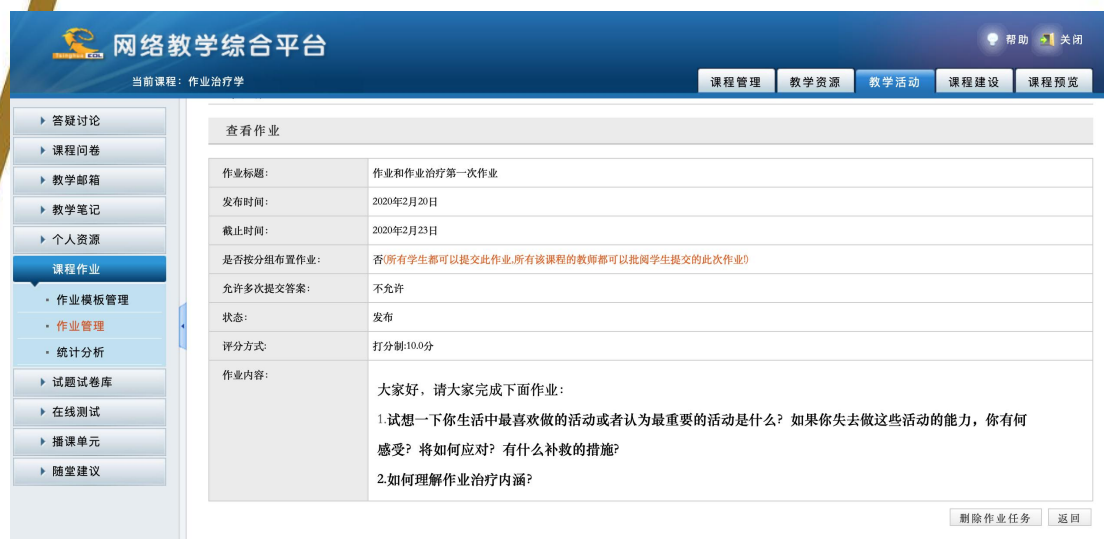 网络教学综合平台
帮助 关闭
当前课程：作业治疗学
课程管理 教学资源 教学活动 课程建设 课程预览
答疑讨论
课程问卷
教学邮箱
教学笔记
个人资源
课程作业
作业模板管理
作业管理
统计分析
试题试卷库
在线测试
播课单元
随堂建议
查看作业
作业标题： 作业和作业治疗第一次作业
发布时间： 2020年2月20日
截止时间： 2020年2月23日
是否按分组布置作业： 否(所有学生都可以提交此作业,所有该课程的教师都可以批阅学生提交的此次作业!)
允许多次提交答案： 不允许
状态： 发布
评分方式: 打分制:10.0分
作业内容：
大家好，请大家完成下面作业：
1.试想一下你生活中最喜欢做的活动或者认为最重要的活动是什么？如果你失去做这些活动的能力，你有何
感受？将如何应对？有什么补救的措施？
2.如何理解作业治疗内涵？
删除作业任务 返回